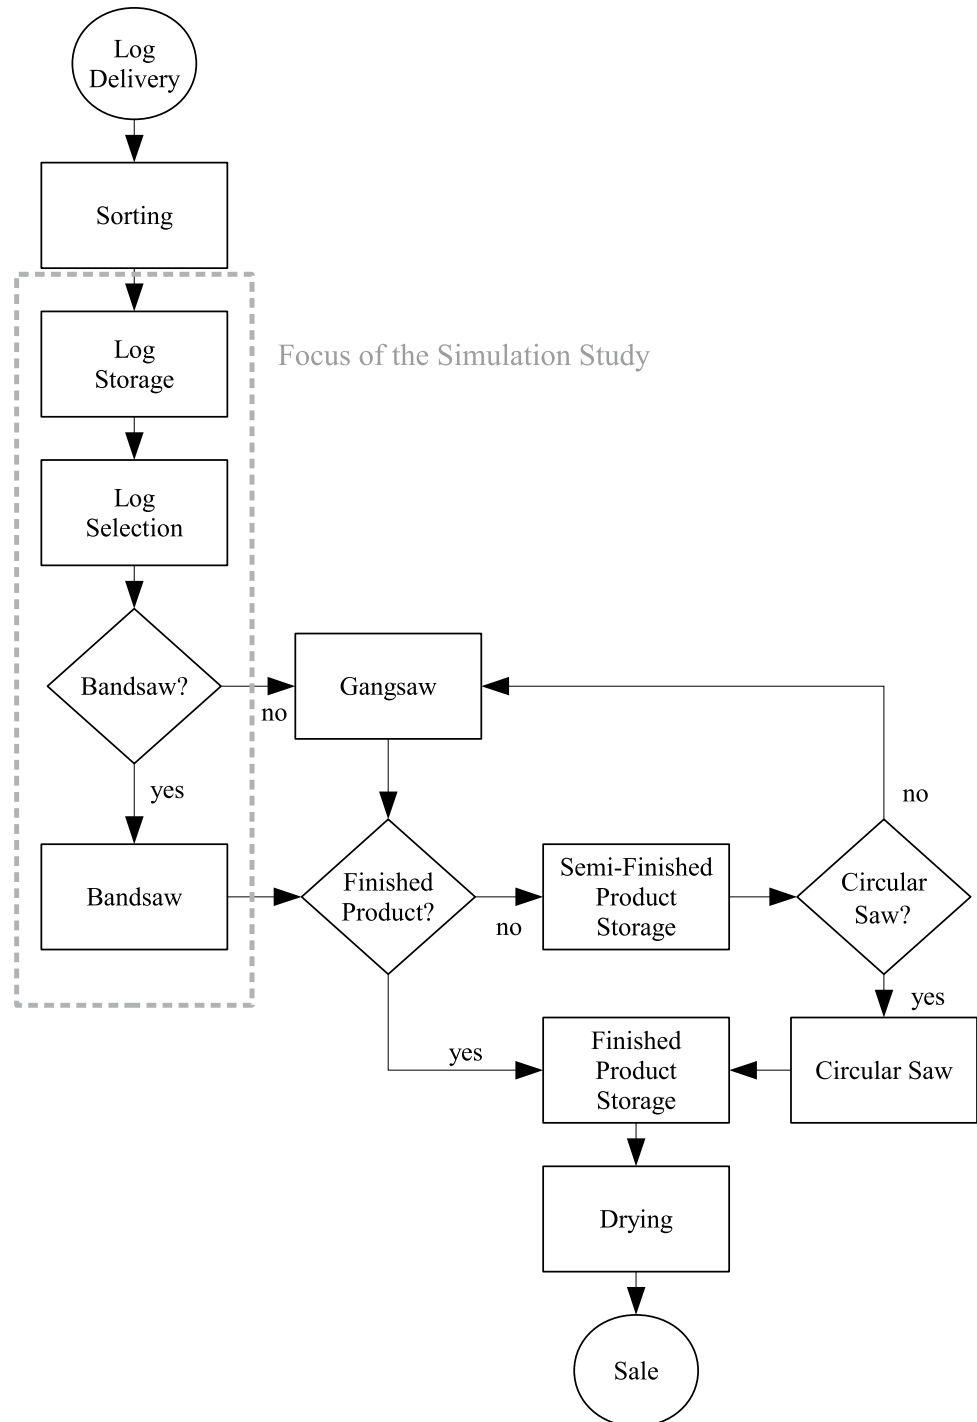 Log
Delivery
Sorting
Log
Storage
Focus of the Simulation Study
Log
Selection
Bandsaw?
no
Gangsaw
yes
no
Bandsaw
Finished
Product?
no
Semi-Finished
Product
Storage
Circular
Saw?
yes
yes
Finished
Product
Storage
Circular Saw
Drying
Sale